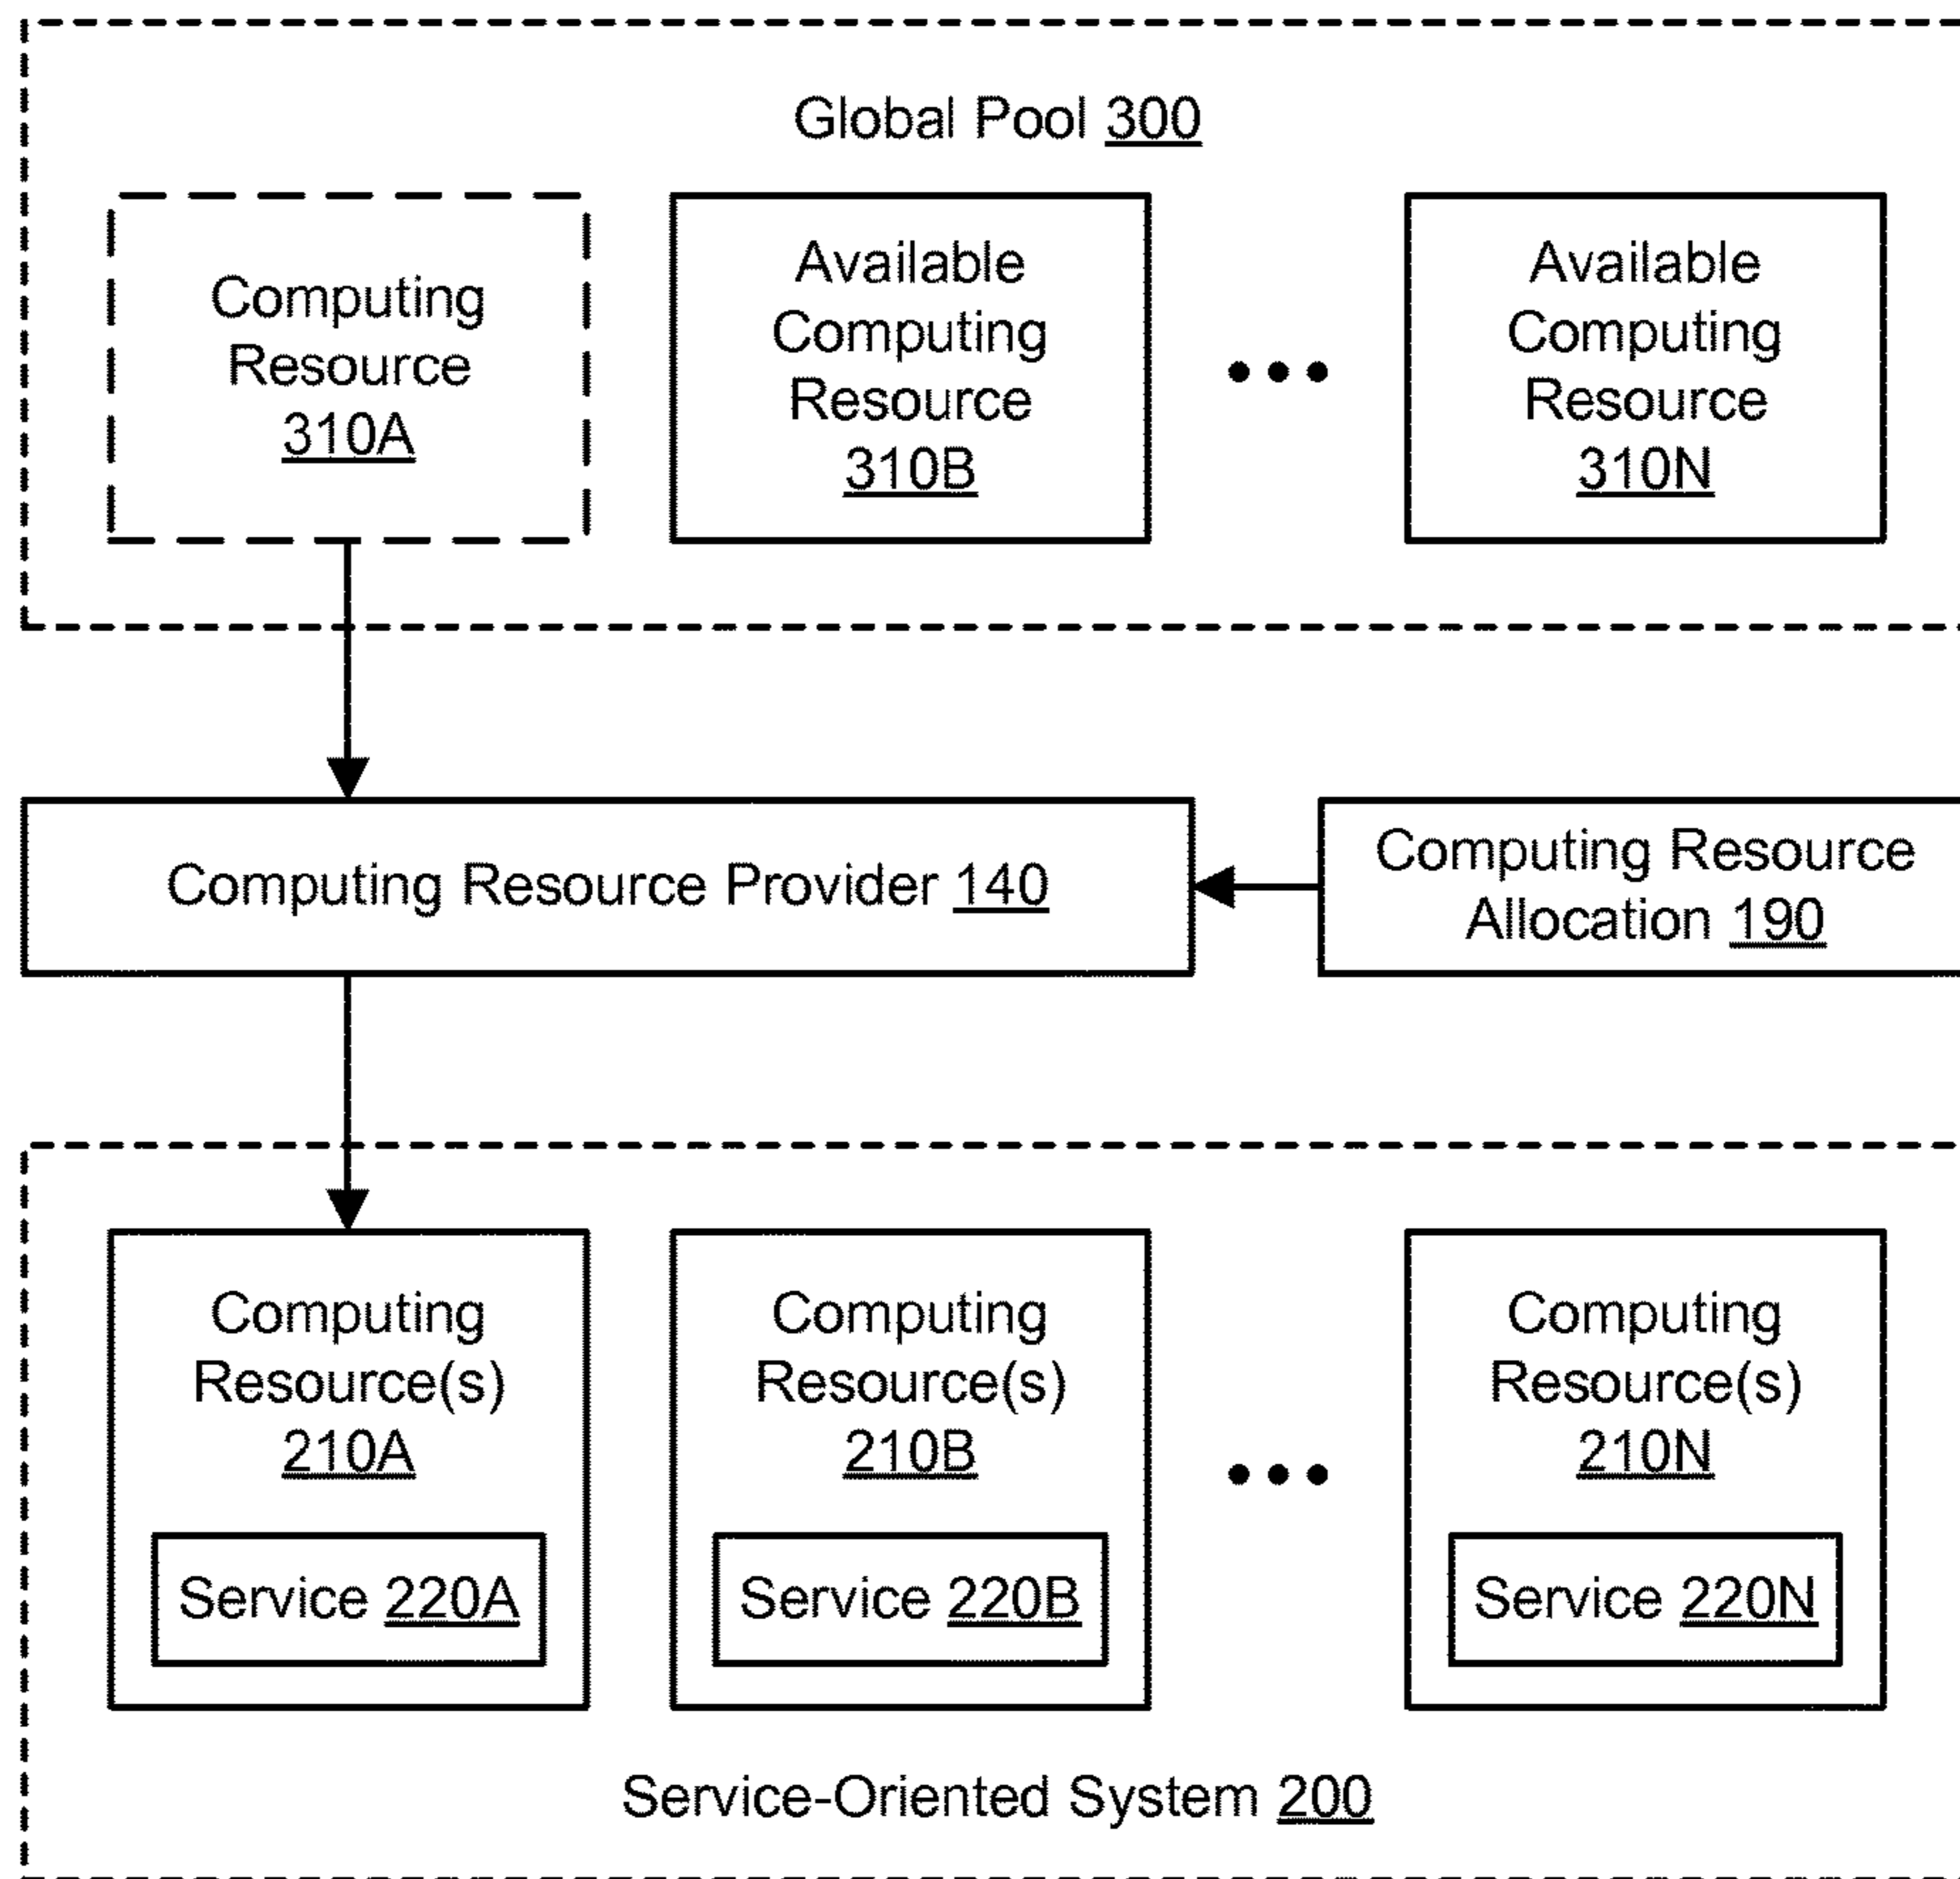 Global Pool 300
Computing
Resource
310A
Available
Computing
Resource
310B
Available
Computing
Resource
310N
Computing Resource Provider 140
Computing Resource
Allocation 190
Computing
Resource(s)
210A
Service 220A
Computing
Resource(s)
210B
Service 220B
Computing
Resource(s)
210N
Service 220N
Service-Oriented System 200